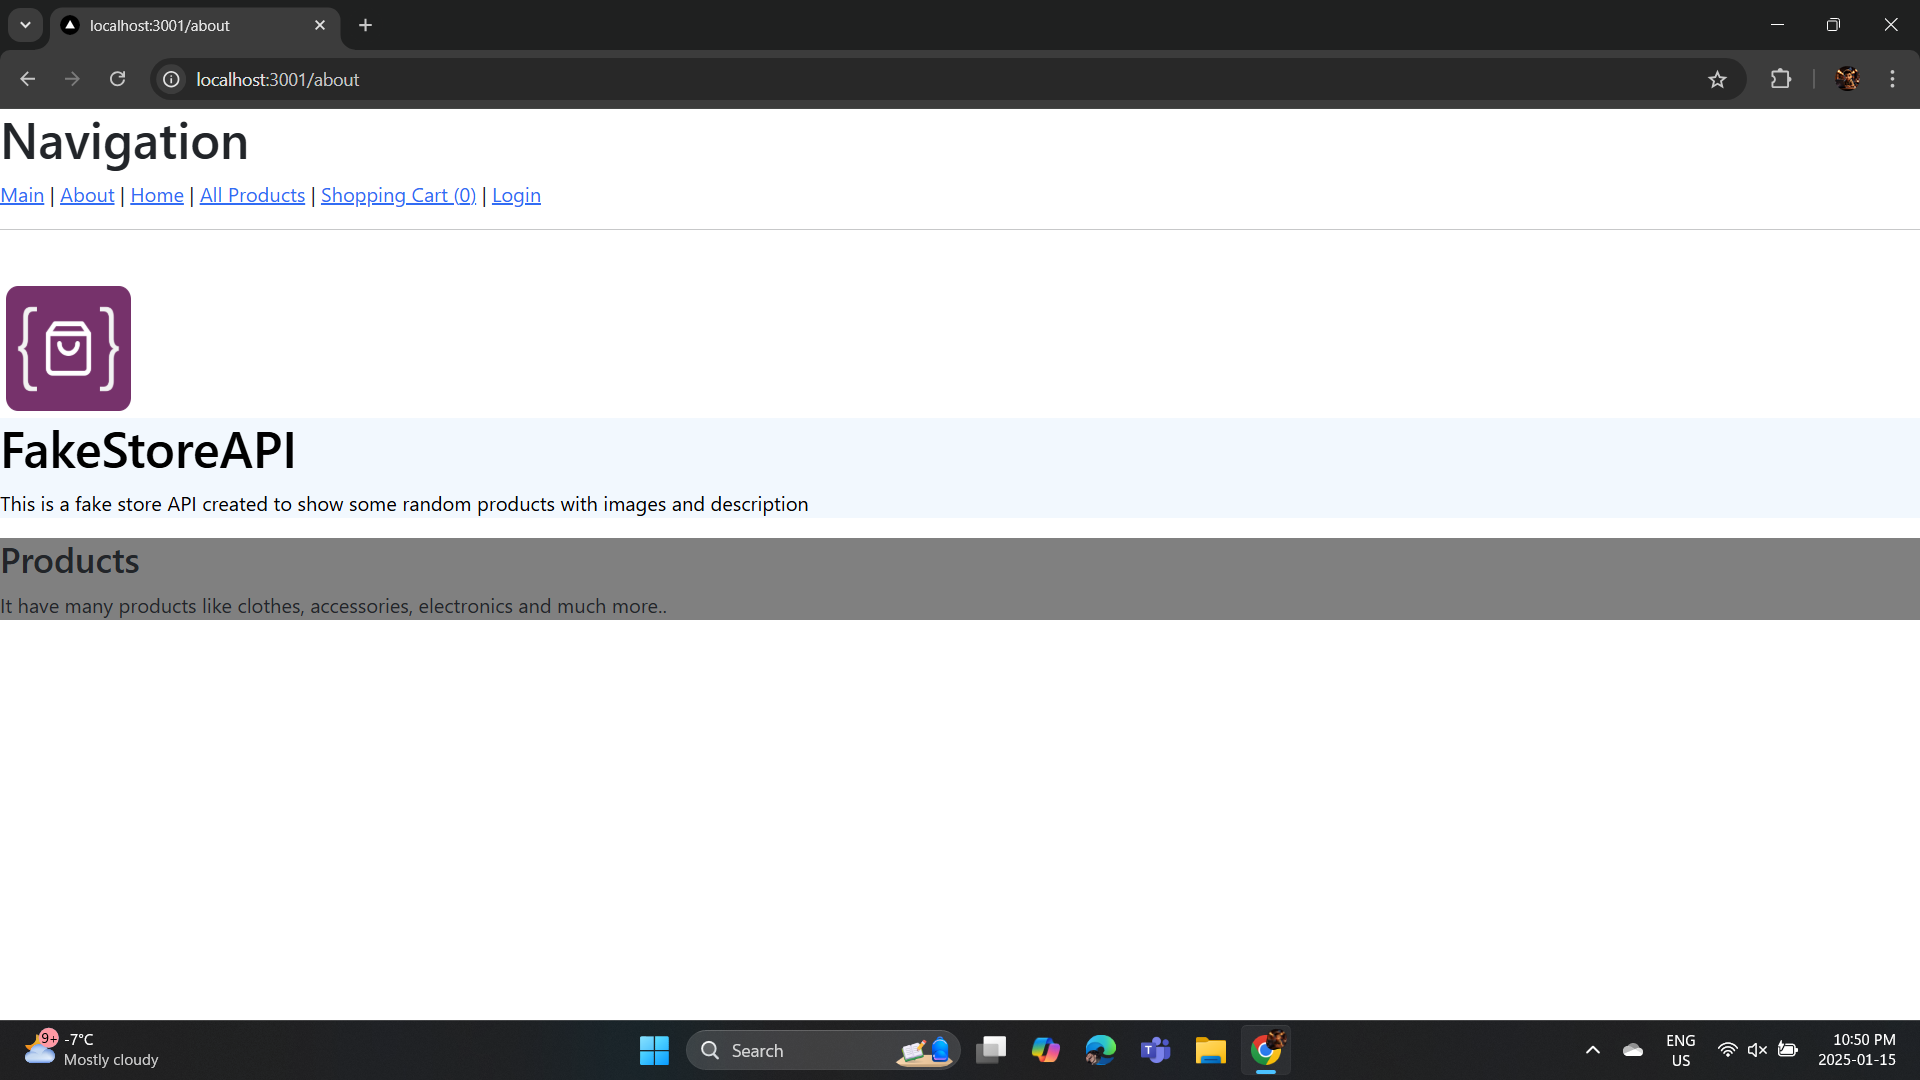 localhost:3001/about
localhost:3001/about
Navigation
Main | About | Home | All Products | Shopping Cart (0) | Login
FakeStoreAPI
This is a fake store API created to show some random products with images and description
Products
It have many products like clothes, accessories, electronics and much more..
9+
-7°C
Mostly cloudy
Search
T
ENG
US
10:50 PM
2025-01-15